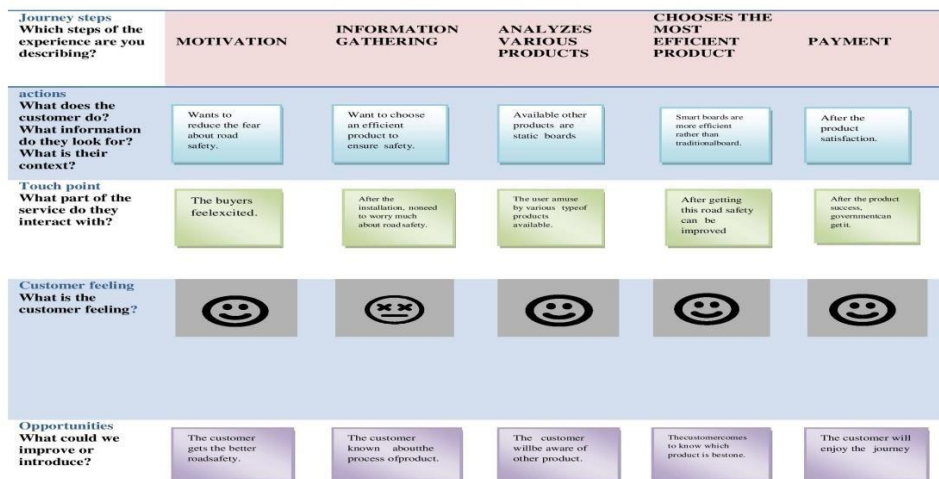 Journey steps
Which steps of the
experience are you
describing?
MOTIVATION
INFORMATION
GATHERING
ANALYZES
VARIOUS
PRODUCTS
CHOOSES THE
MOST
EFFICIENT
PRODUCT
PAYMENT
actions
What does the
customer do?
What information
do they look for?
What is their
context?
Wants to
reduce the fear
about road
safety.
Want to choose
an efficient
product to
ensure safety.
Available other
products are
static boards
Smart boards are
more efficient
rather than
traditionalboard.
After the
product
satisfaction.
Touch point
What part of the
service do they
interact with?
The buyers
feelexcited.
After the
installation, noneed
to worry much
about roadsafety.
The user amuse
by various typeof
products
available.
After getting
this road safety
can be
improved
After the product
success,
governmentcan
getit.
Customer feeling
What is the
customer feeling?
Opportunities
What could we
improve or
introduce?
The customer
gets the better
roadsafety.
The customer
known aboutthe
process ofproduct.
The customer
willbe aware of
other product.
Thecustomercomes
to know which
product is bestone.
The customer will
enjoy the journey